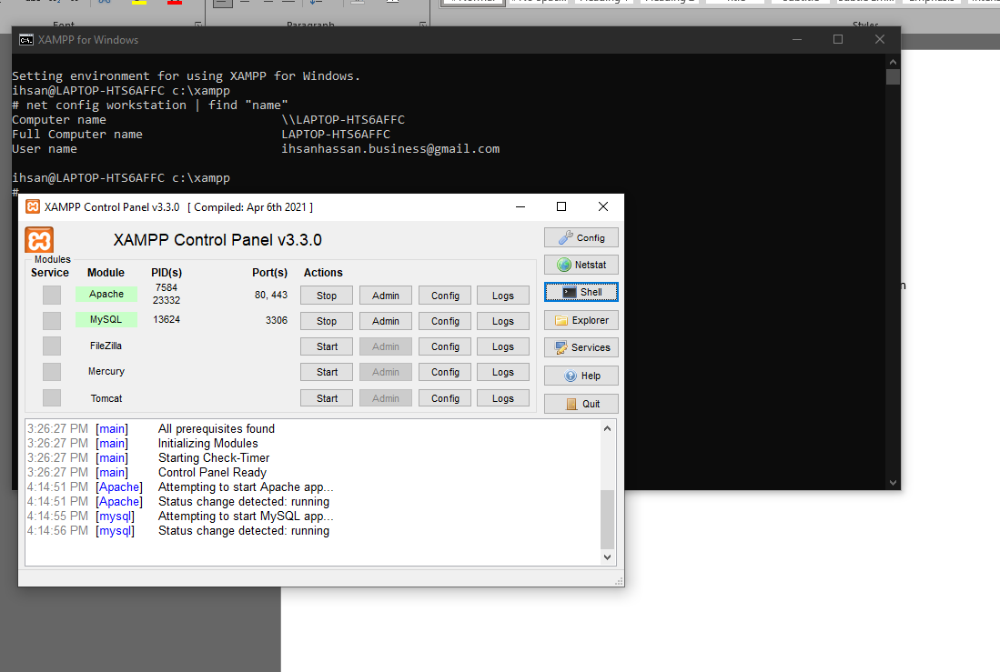 Font
Paragraph
Styles
XAMPP for Windows
Setting environment for using XAMPP for Windows.
ihsan@LAPTOP-HTS6AFFC c:\xampp
# net config workstation | find "name"
Computer name \\LAPTOP-HTS6AFFC
Full Computer name LAPTOP-HTS6AFFC
User name ihsanhassan.business@gmail.com
ihsan@LAPTOP-HTS6AFFC c:\xampp
#
XAMPP Control Panel v3.3.0 [ Compiled: Apr 6th 2021 ]
XAMPP Control Panel v3.3.0
Config
Modules
Service Module PID(s) Port(s) Actions
Netstat
Apache 7584 23332 80, 443 Stop Admin Config Logs
Shell
MySQL 13624 3306 Stop Admin Config Logs
Explorer
FileZilla Start Admin Config Logs
Services
Mercury Start Admin Config Logs
Help
Tomcat Start Admin Config Logs
Quit
3:26:27 PM [main] All prerequisites found
3:26:27 PM [main] Initializing Modules
3:26:27 PM [main] Starting Check-Timer
3:26:27 PM [main] Control Panel Ready
4:14:51 PM [Apache] Attempting to start Apache app...
4:14:51 PM [Apache] Status change detected: running
4:14:55 PM [mysql] Attempting to start MySQL app...
4:14:56 PM [mysql] Status change detected: running